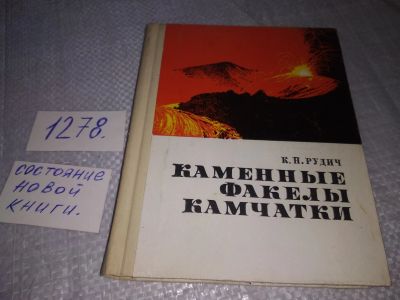 1278.
состояние
новой
книги.
К.Н.РУДИЧ
КАМЕННЫЕ
ФАКЕЛЫ
КАМЧАТКИ